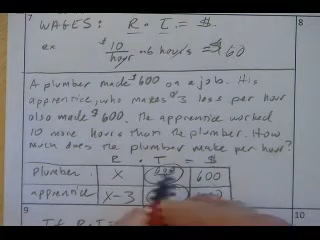 7
8
WAGES: R · T = $
ex $10/hour · 6 hours = $60
A plumber made $600 on a job. His
apprentice, who makes $3 less per hour
also made $600. The apprentice worked
10 more hours than the plumber. How
much does the plumber make per hour?
R · T = $
plumber: X 600
apprentice X-3
9
10